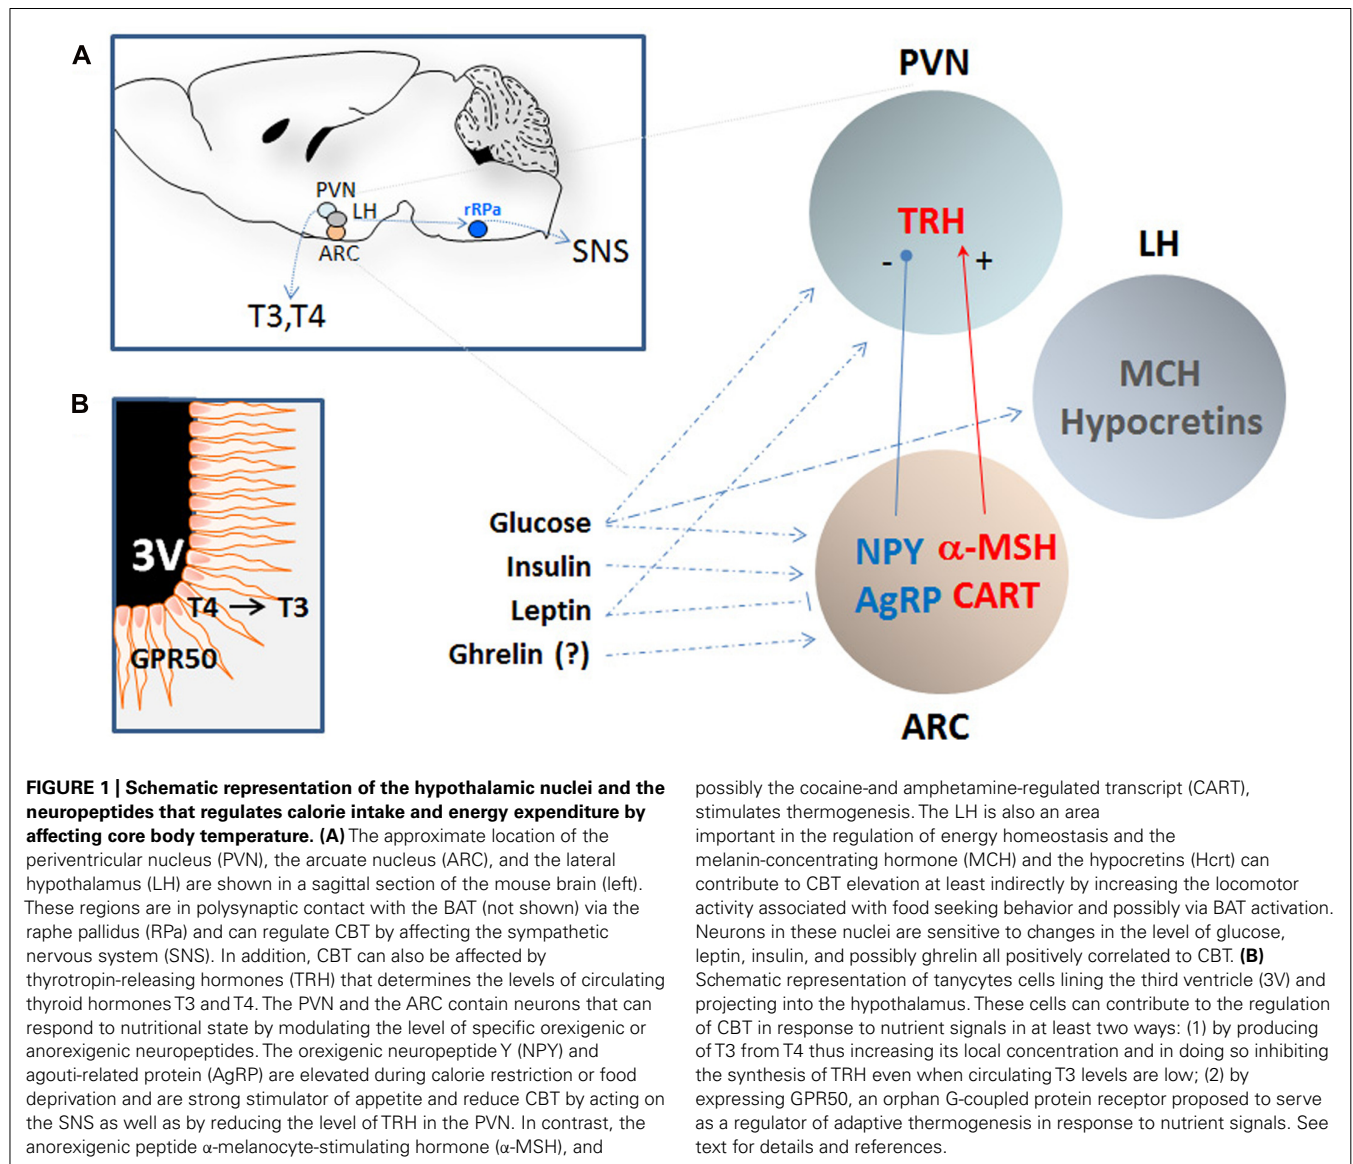 A
PVN
LH
ARC
rRPa
SNS
T3,T4
B
3V
T4 → T3
GPR50
PVN
TRH
- +
LH
MCH
Hypocretins
Glucose
Insulin
Leptin
Ghrelin (?)
NPY α-MSH
AgRP CART
ARC
FIGURE 1 | Schematic representation of the hypothalamic nuclei and the
neuropeptides that regulates calorie intake and energy expenditure by
affecting core body temperature. (A) The approximate location of the
periventricular nucleus (PVN), the arcuate nucleus (ARC), and the lateral
hypothalamus (LH) are shown in a sagittal section of the mouse brain (left).
These regions are in polysynaptic contact with the BAT (not shown) via the
raphe pallidus (RPa) and can regulate CBT by affecting the sympathetic
nervous system (SNS). In addition, CBT can also be affected by
thyrotropin-releasing hormones (TRH) that determines the levels of circulating
thyroid hormones T3 and T4. The PVN and the ARC contain neurons that can
respond to nutritional state by modulating the level of specific orexigenic or
anorexigenic neuropeptides. The orexigenic neuropeptide Y (NPY) and
agouti-related protein (AgRP) are elevated during calorie restriction or food
deprivation and are strong stimulator of appetite and reduce CBT by acting on
the SNS as well as by reducing the level of TRH in the PVN. In contrast, the
anorexigenic peptide α-melanocyte-stimulating hormone (α-MSH), and
possibly the cocaine-and amphetamine-regulated transcript (CART),
stimulates thermogenesis. The LH is also an area
important in the regulation of energy homeostasis and the
melanin-concentrating hormone (MCH) and the hypocretins (Hcrt) can
contribute to CBT elevation at least indirectly by increasing the locomotor
activity associated with food seeking behavior and possibly via BAT activation.
Neurons in these nuclei are sensitive to changes in the level of glucose,
leptin, insulin, and possibly ghrelin all positively correlated to CBT. (B)
Schematic representation of tanycytes cells lining the third ventricle (3V) and
projecting into the hypothalamus. These cells can contribute to the regulation
of CBT in response to nutrient signals in at least two ways: (1) by producing
of T3 from T4 thus increasing its local concentration and in doing so inhibiting
the synthesis of TRH even when circulating T3 levels are low; (2) by
expressing GPR50, an orphan G-coupled protein receptor proposed to serve
as a regulator of adaptive thermogenesis in response to nutrient signals. See
text for details and references.